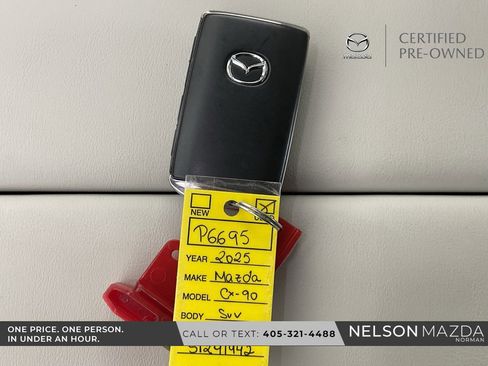 CERTIFIED
PRE-OWNED
mazda
NEW
P6695
YEAR 2025
MAKE Mazda
MODEL CX-90
BODY SUV
ONE PRICE. ONE PERSON.
IN UNDER AN HOUR.
CALL OR TEXT: 405-321-4488
NELSON MAZDA
NORMAN